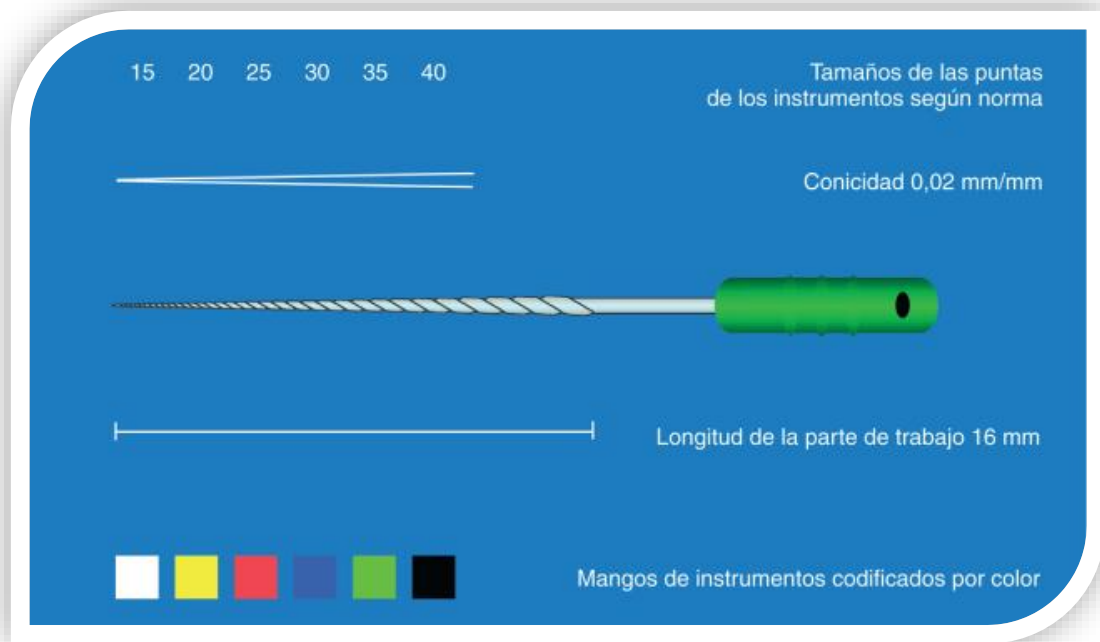 15 20 25 30 35 40
Tamaños de las puntas
de los instrumentos según norma
Conicidad 0,02 mm/mm
Longitud de la parte de trabajo 16 mm
Mangos de instrumentos codificados por color